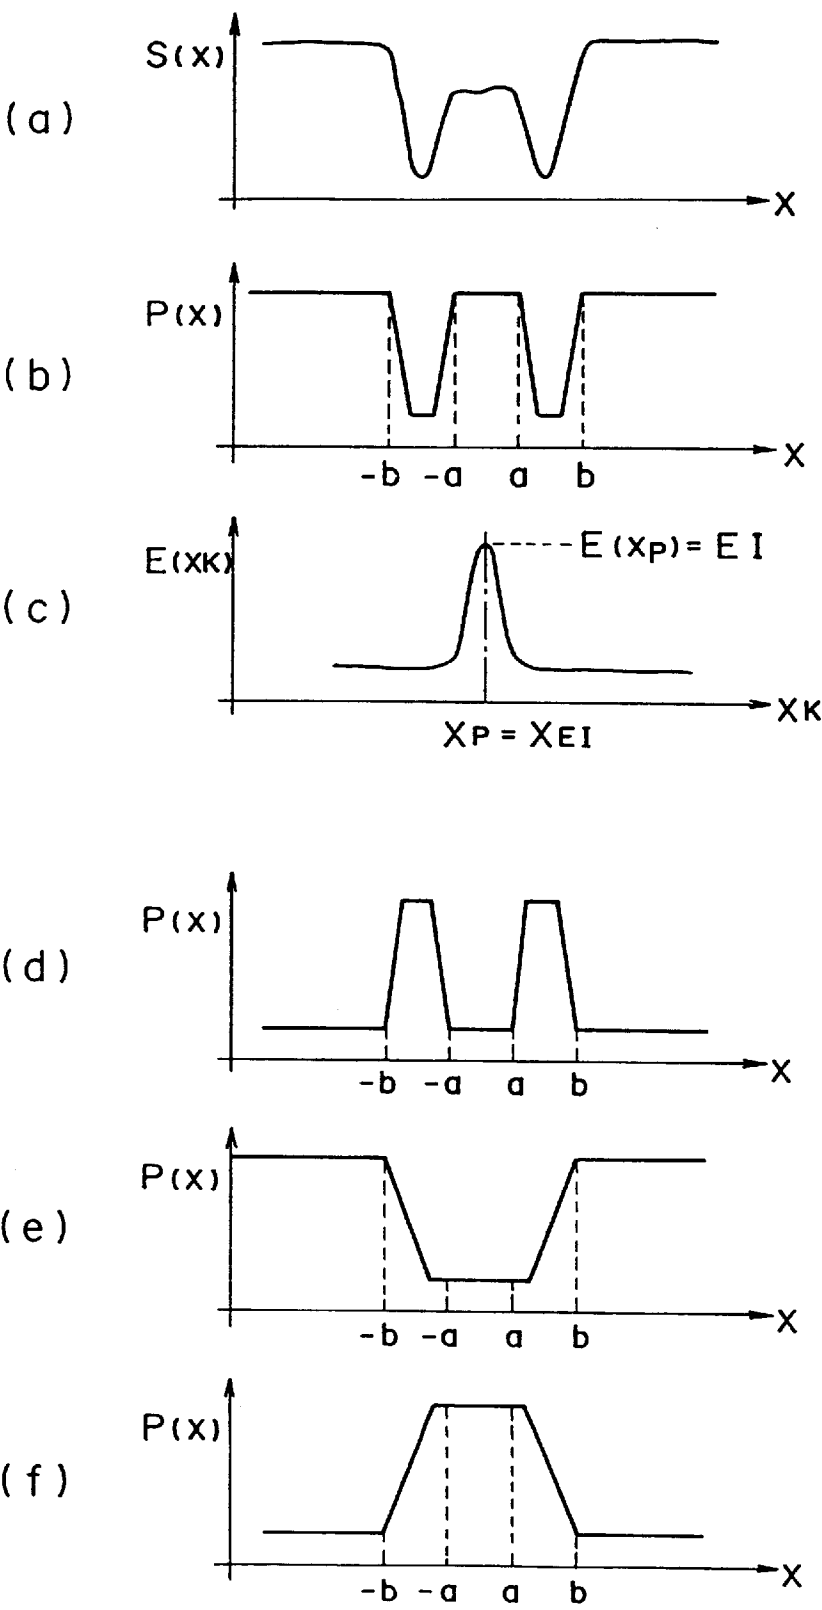 S(X)
(a)
X
P(X)
(b)
X
-b -a a b
E(XK)
E(XP)= EI
(c)
XK
XP = XEI
P(X)
(d)
X
-b -a a b
P(X)
(e)
X
-b -a a b
P(X)
(f)
X
-b -a a b